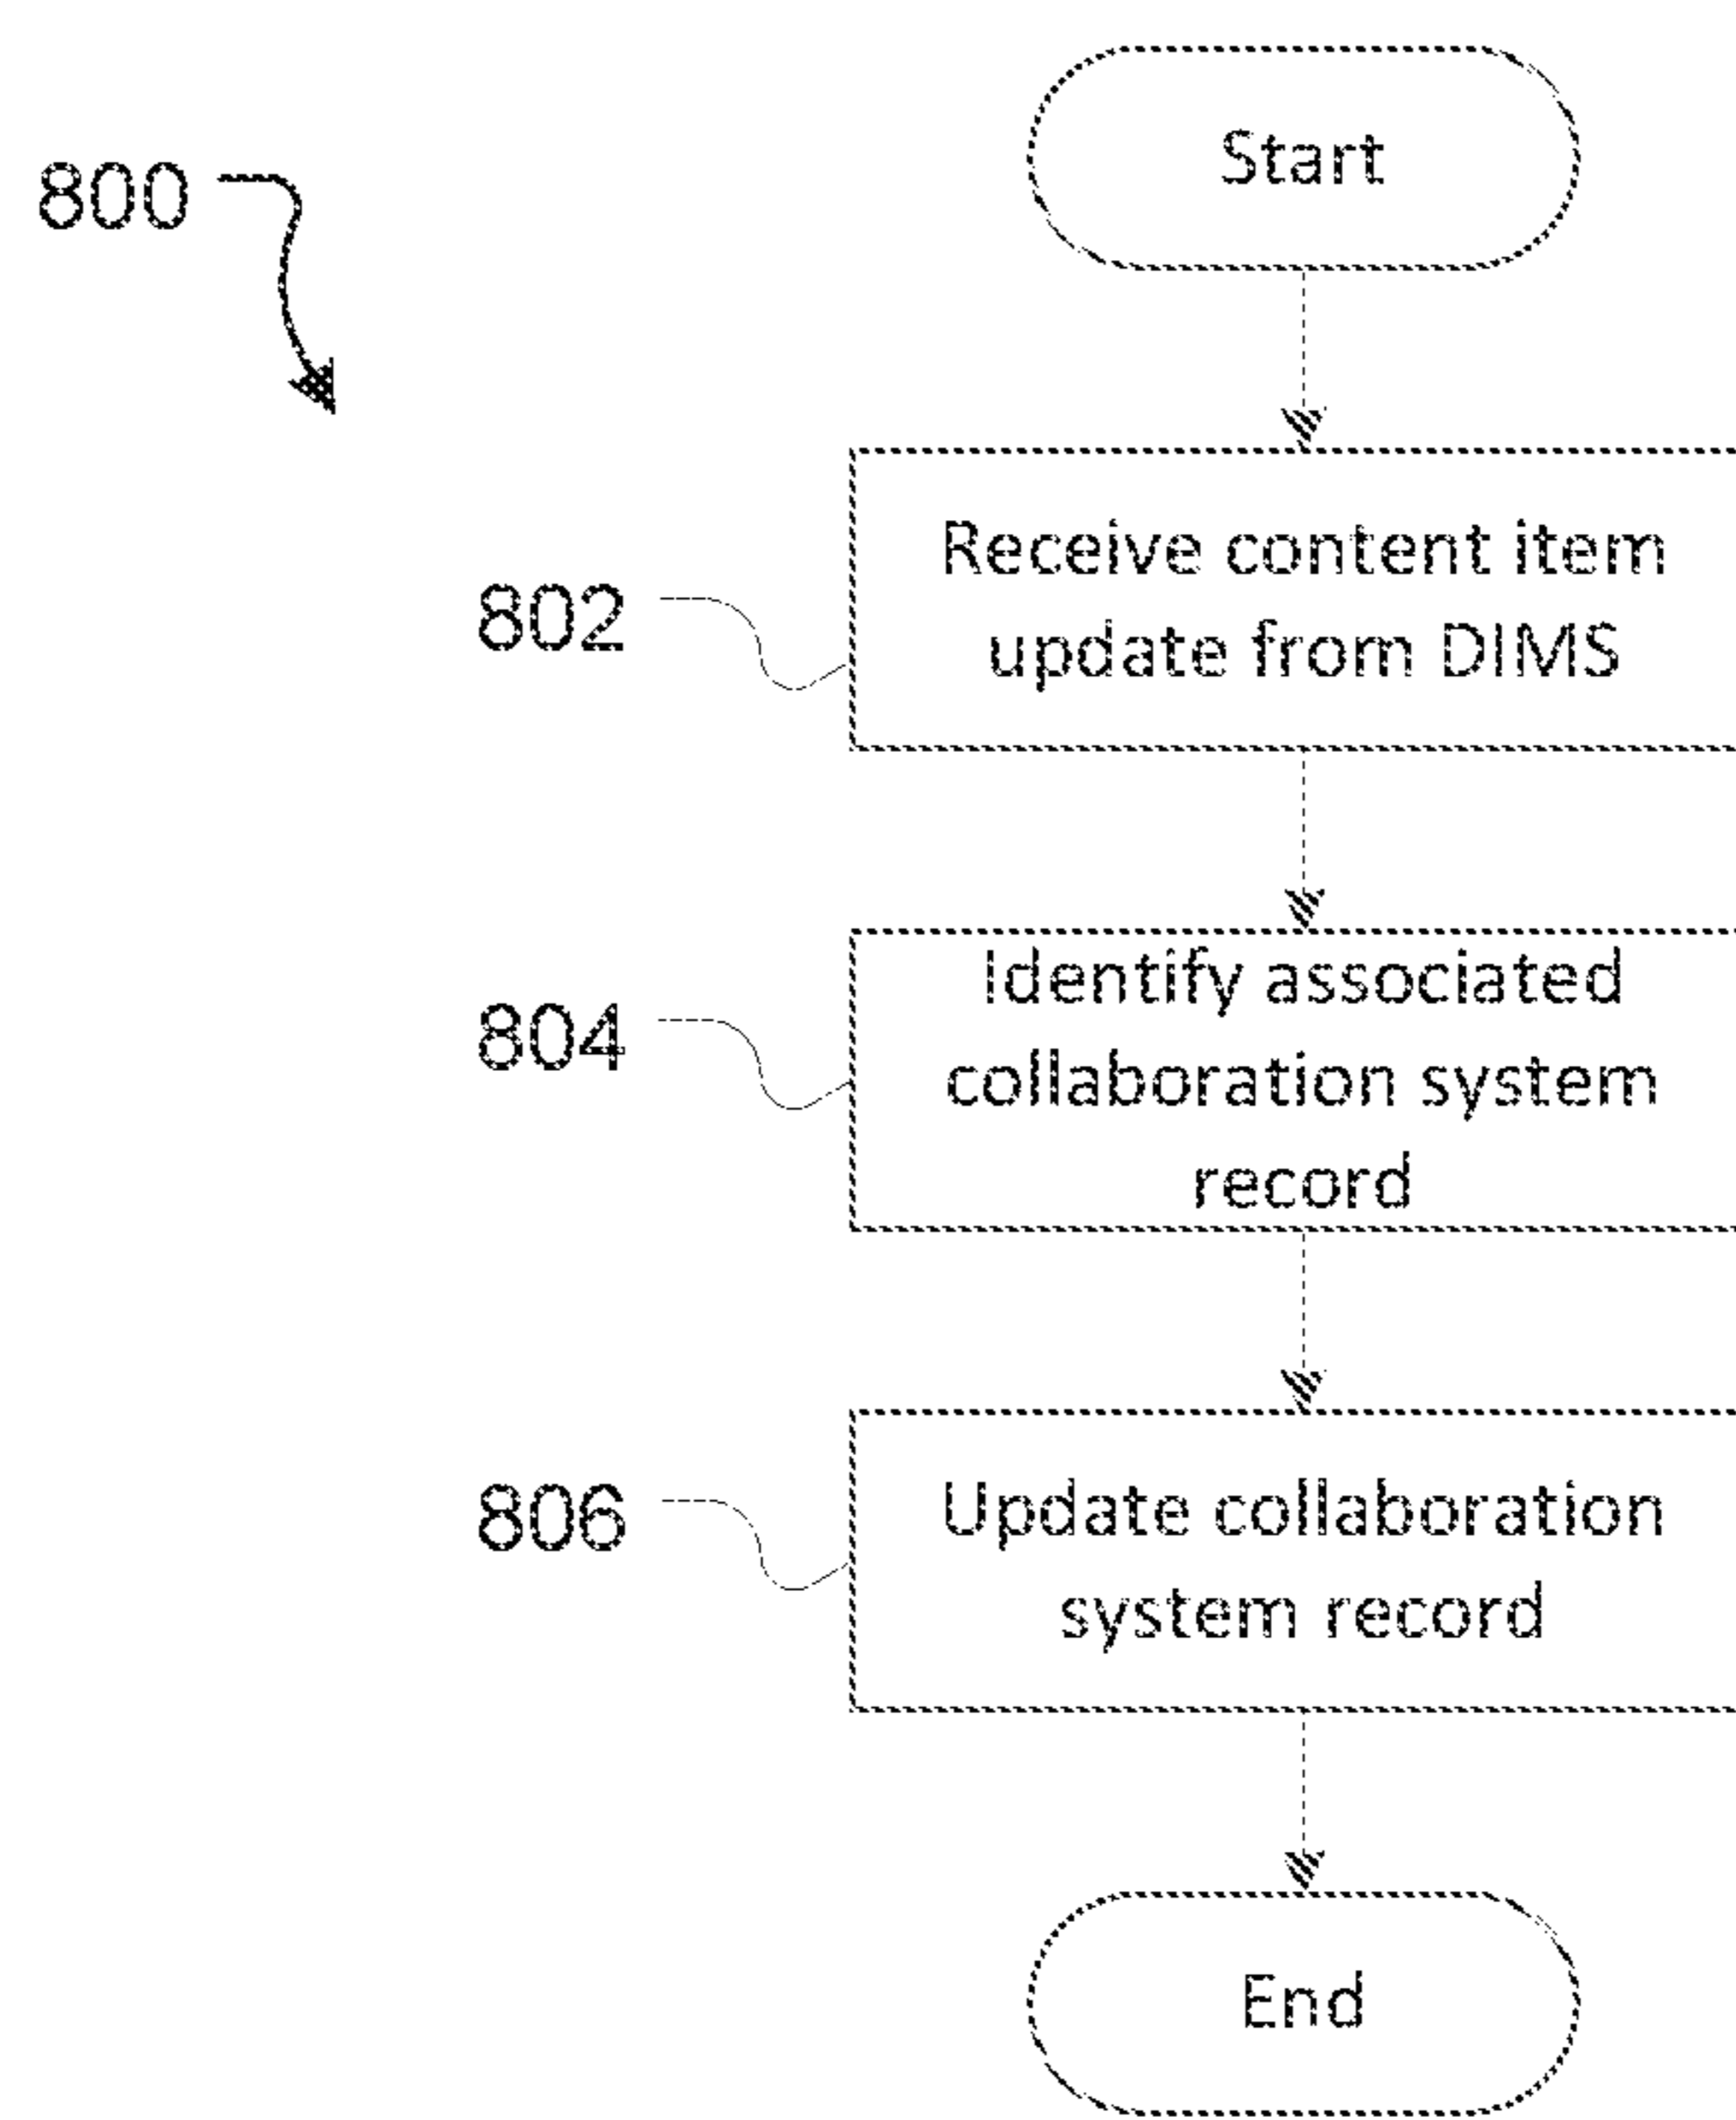 800
Start
802
Receive content item
update from DIMS
804
Identify associated
collaboration system
record
806
Update collaboration
system record
End